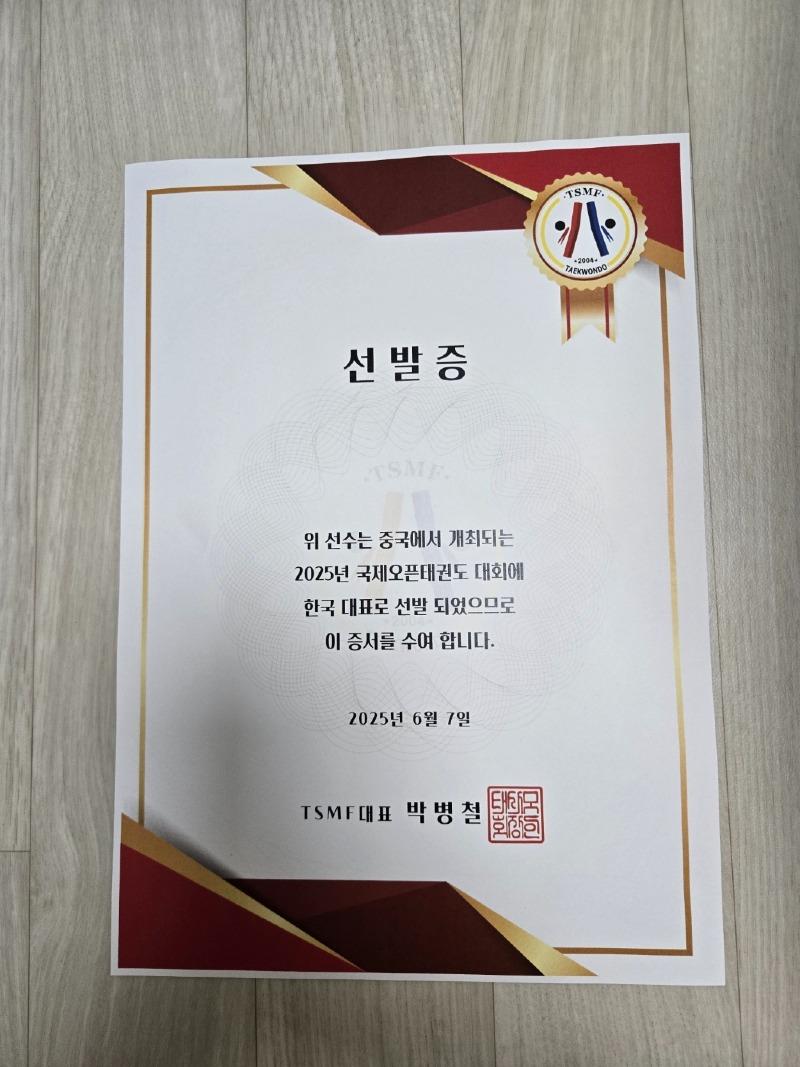 ·TSMF·
•2004•
TAEKWONDO
선발증
·TSMF·
위 선수는 중국에서 개최되는
2025년 국제오픈태권도 대회에
한국 대표로 선발 되었으므로
•2004•
이 증서를 수여 합니다.
2025년 6월 7일
TSMF대표 박병철